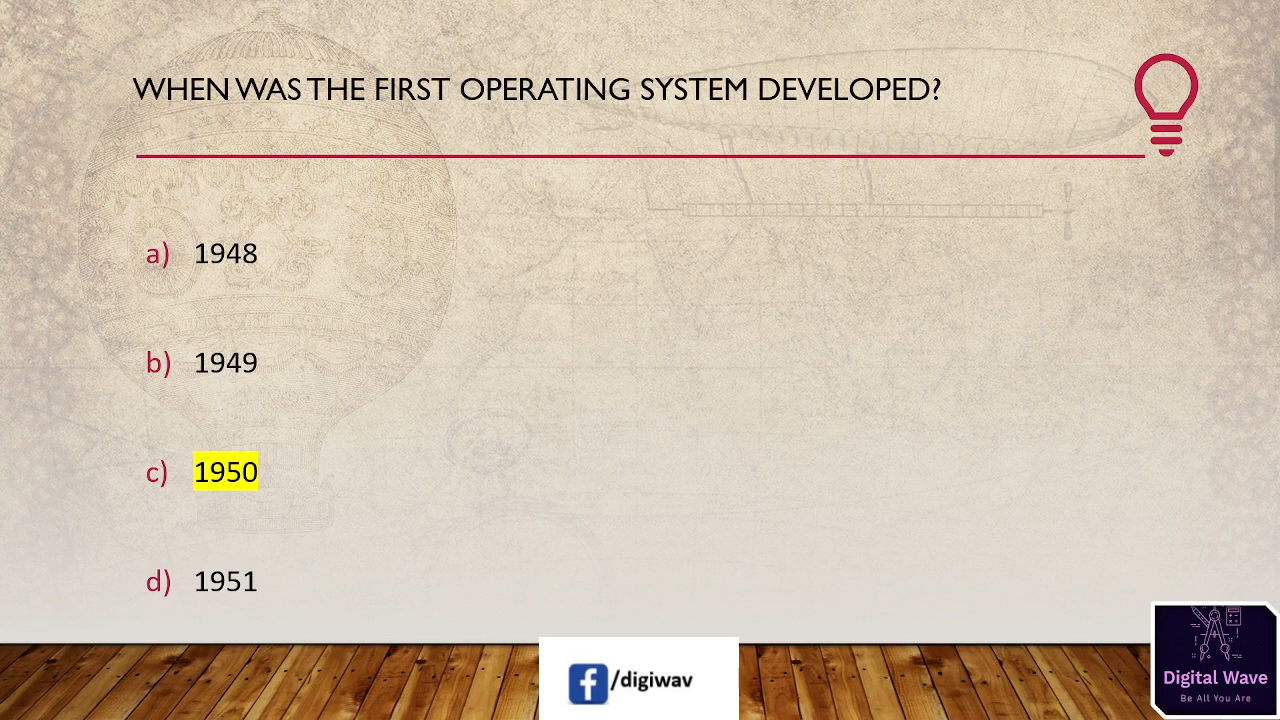 WHEN WAS THE FIRST OPERATING SYSTEM DEVELOPED?
a) 1948
b) 1949
c) 1950
d) 1951
f /digiwav
Digital Wave
Be All You Are